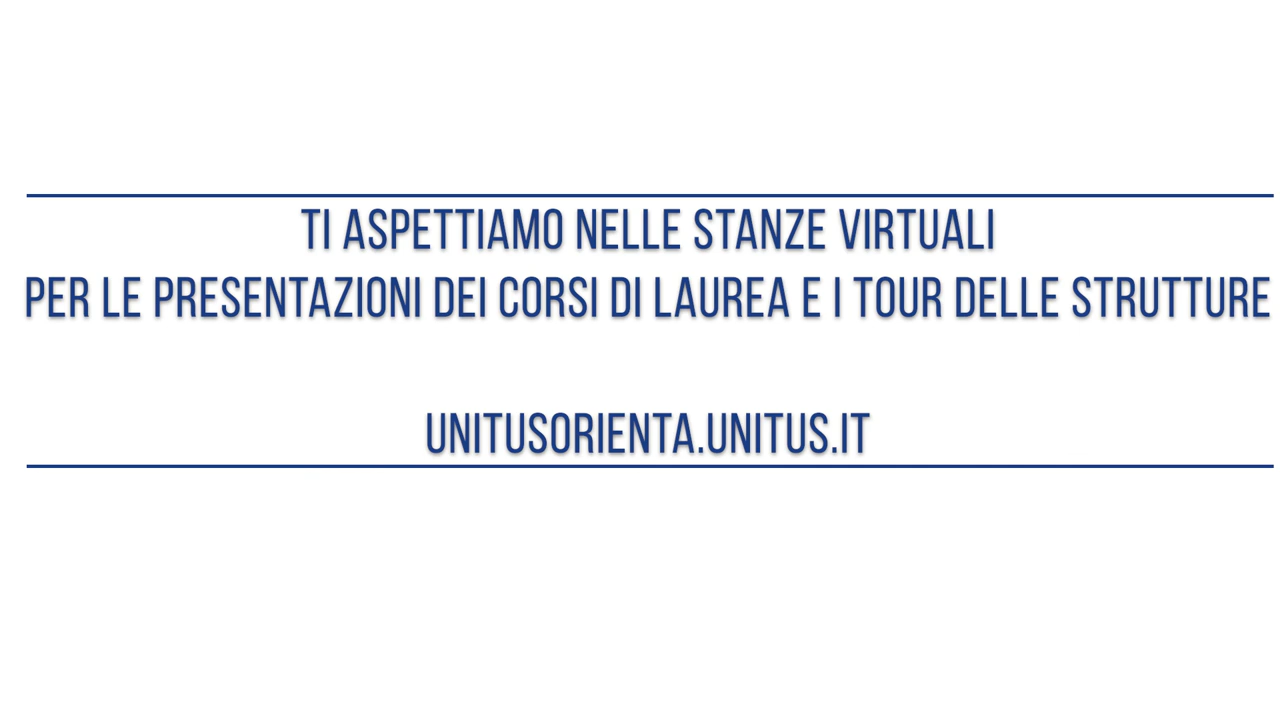 TI ASPETTIAMO NELLE STANZE VIRTUALI
PER LE PRESENTAZIONI DEI CORSI DI LAUREA E I TOUR DELLE STRUTTURE
UNITUSORIENTA.UNITUS.IT